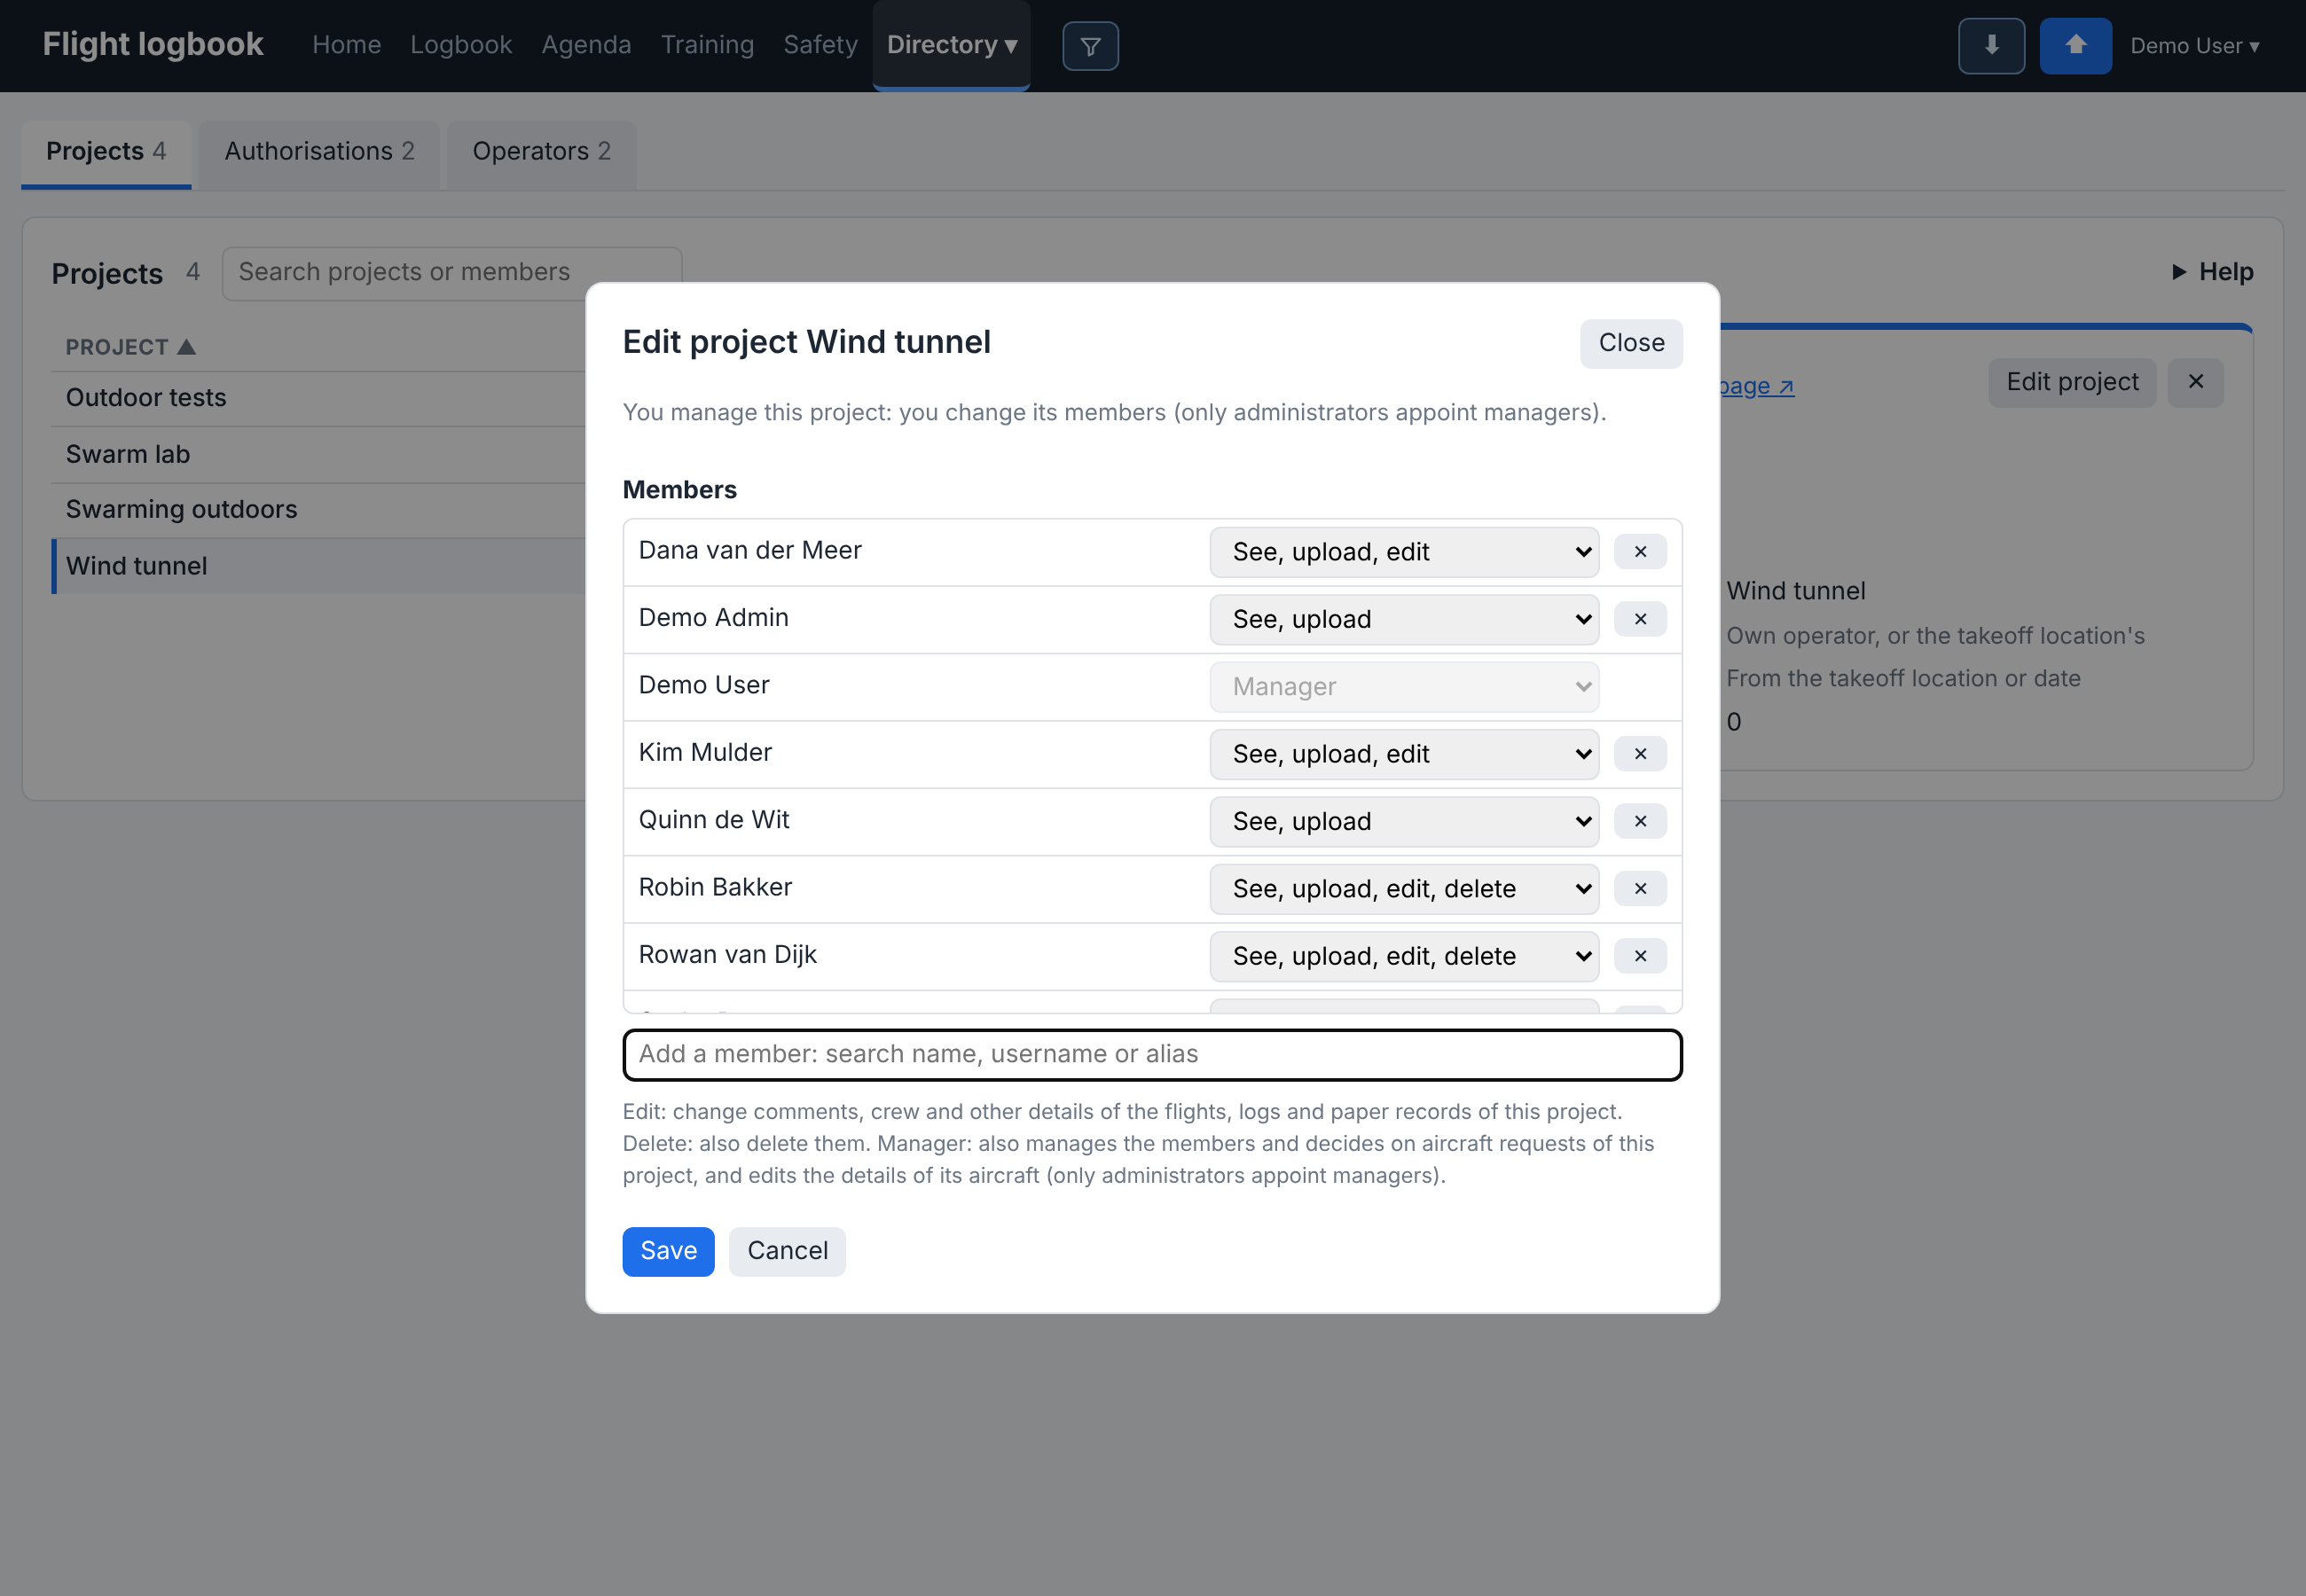 Flight logbook Home Logbook Agenda Training Safety Directory ▾ Demo User ▾
Projects 4 Authorisations 2 Operators 2
Projects 4 Search projects or members Help
PROJECT ▲
Outdoor tests
Swarm lab
Swarming outdoors
Wind tunnel
page ↗ Edit project ×
Wind tunnel
Own operator, or the takeoff location's
From the takeoff location or date
0
Edit project Wind tunnel Close
You manage this project: you change its members (only administrators appoint managers).
Members
Dana van der Meer See, upload, edit ×
Demo Admin See, upload ×
Demo User Manager
Kim Mulder See, upload, edit ×
Quinn de Wit See, upload ×
Robin Bakker See, upload, edit, delete ×
Rowan van Dijk See, upload, edit, delete ×
Add a member: search name, username or alias
Edit: change comments, crew and other details of the flights, logs and paper records of this project.
Delete: also delete them. Manager: also manages the members and decides on aircraft requests of this
project, and edits the details of its aircraft (only administrators appoint managers).
Save Cancel